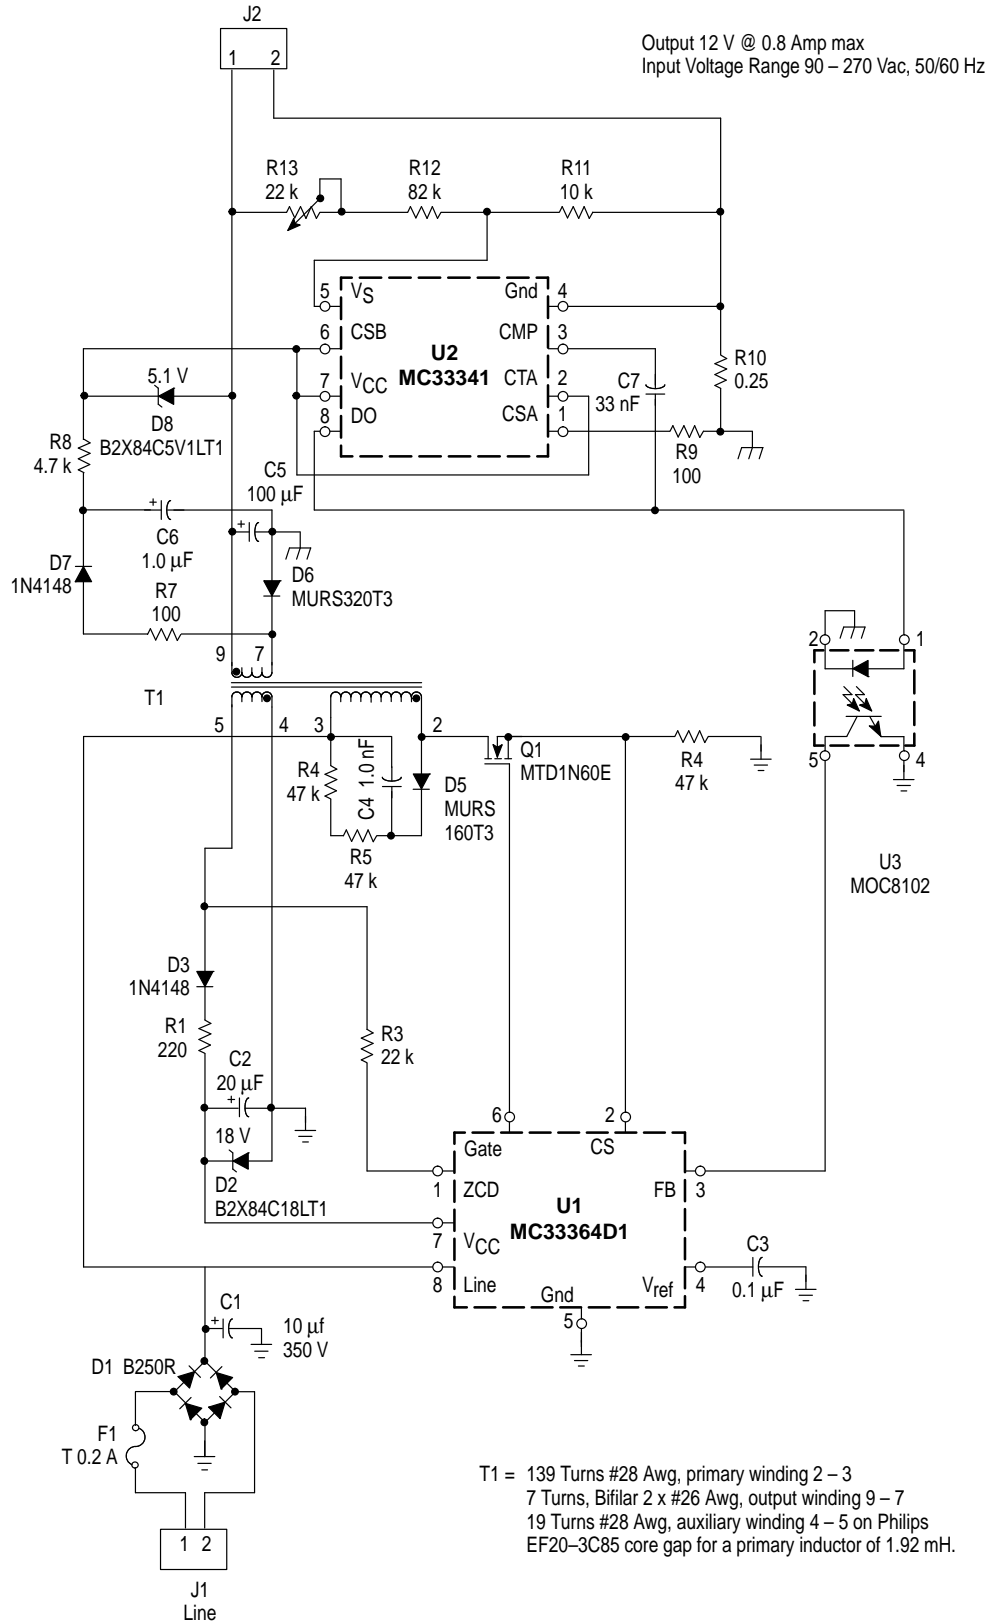 J2
1 2
Output 12 V @ 0.8 Amp max
Input Voltage Range 90 – 270 Vac, 50/60 Hz
R13
22 k
R12
82 k
R11
10 k
5
VS
Gnd
4
6
CSB
CMP
3
U2
MC33341
7
VCC
CTA
2
8
DO
CSA
1
C7
33 nF
R10
0.25
R9
100
5.1 V
D8
B2X84C5V1LT1
R8
4.7 k
C5
100 µF
+
+
C6
1.0 µF
D7
1N4148
R7
100
D6
MURS320T3
9 7
T1
5 4 3 2
R4
47 k
C4 1.0 nF
D5
MURS
160T3
R5
47 k
Q1
MTD1N60E
R4
47 k
2 1
5 4
U3
MOC8102
D3
1N4148
R1
220
R3
22 k
C2
20 µF
+
18 V
D2
B2X84C18LT1
6
2
Gate
CS
1
ZCD
FB
3
U1
MC33364D1
7
VCC
8
Line
Vref
4
Gnd
5
C3
0.1 µF
C1
+
10 µf
350 V
D1 B250R
F1
T 0.2 A
1 2
J1
Line
T1 = 139 Turns #28 Awg, primary winding 2 – 3
7 Turns, Bifilar 2 x #26 Awg, output winding 9 – 7
19 Turns #28 Awg, auxiliary winding 4 – 5 on Philips
EF20–3C85 core gap for a primary inductor of 1.92 mH.